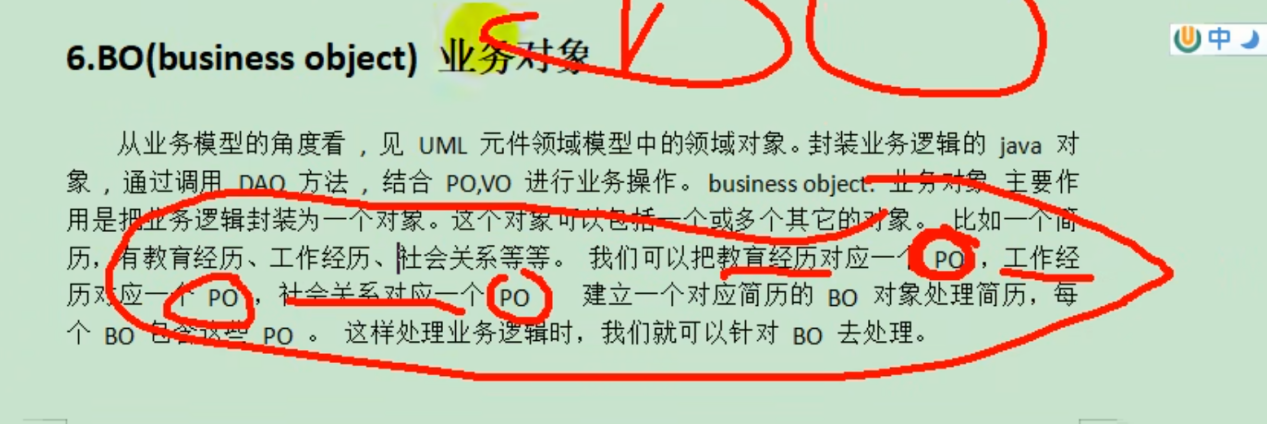 6.BO(business object) 业务对象
从业务模型的角度看，见 UML 元件领域模型中的领域对象。封装业务逻辑的 java 对
象，通过调用 DAO 方法，结合 PO,VO 进行业务操作。business object: 业务对象 主要作
用是把业务逻辑封装为一个对象。这个对象可以包括一个或多个其它的对象。 比如一个简
历，有教育经历、工作经历、社会关系等等。 我们可以把教育经历对应一个 PO，工作经
历对应一个 PO，社会关系对应一个 PO 建立一个对应简历的 BO 对象处理简历，每
个 BO 包含这些 PO 。 这样处理业务逻辑时，我们就可以针对 BO 去处理。
中